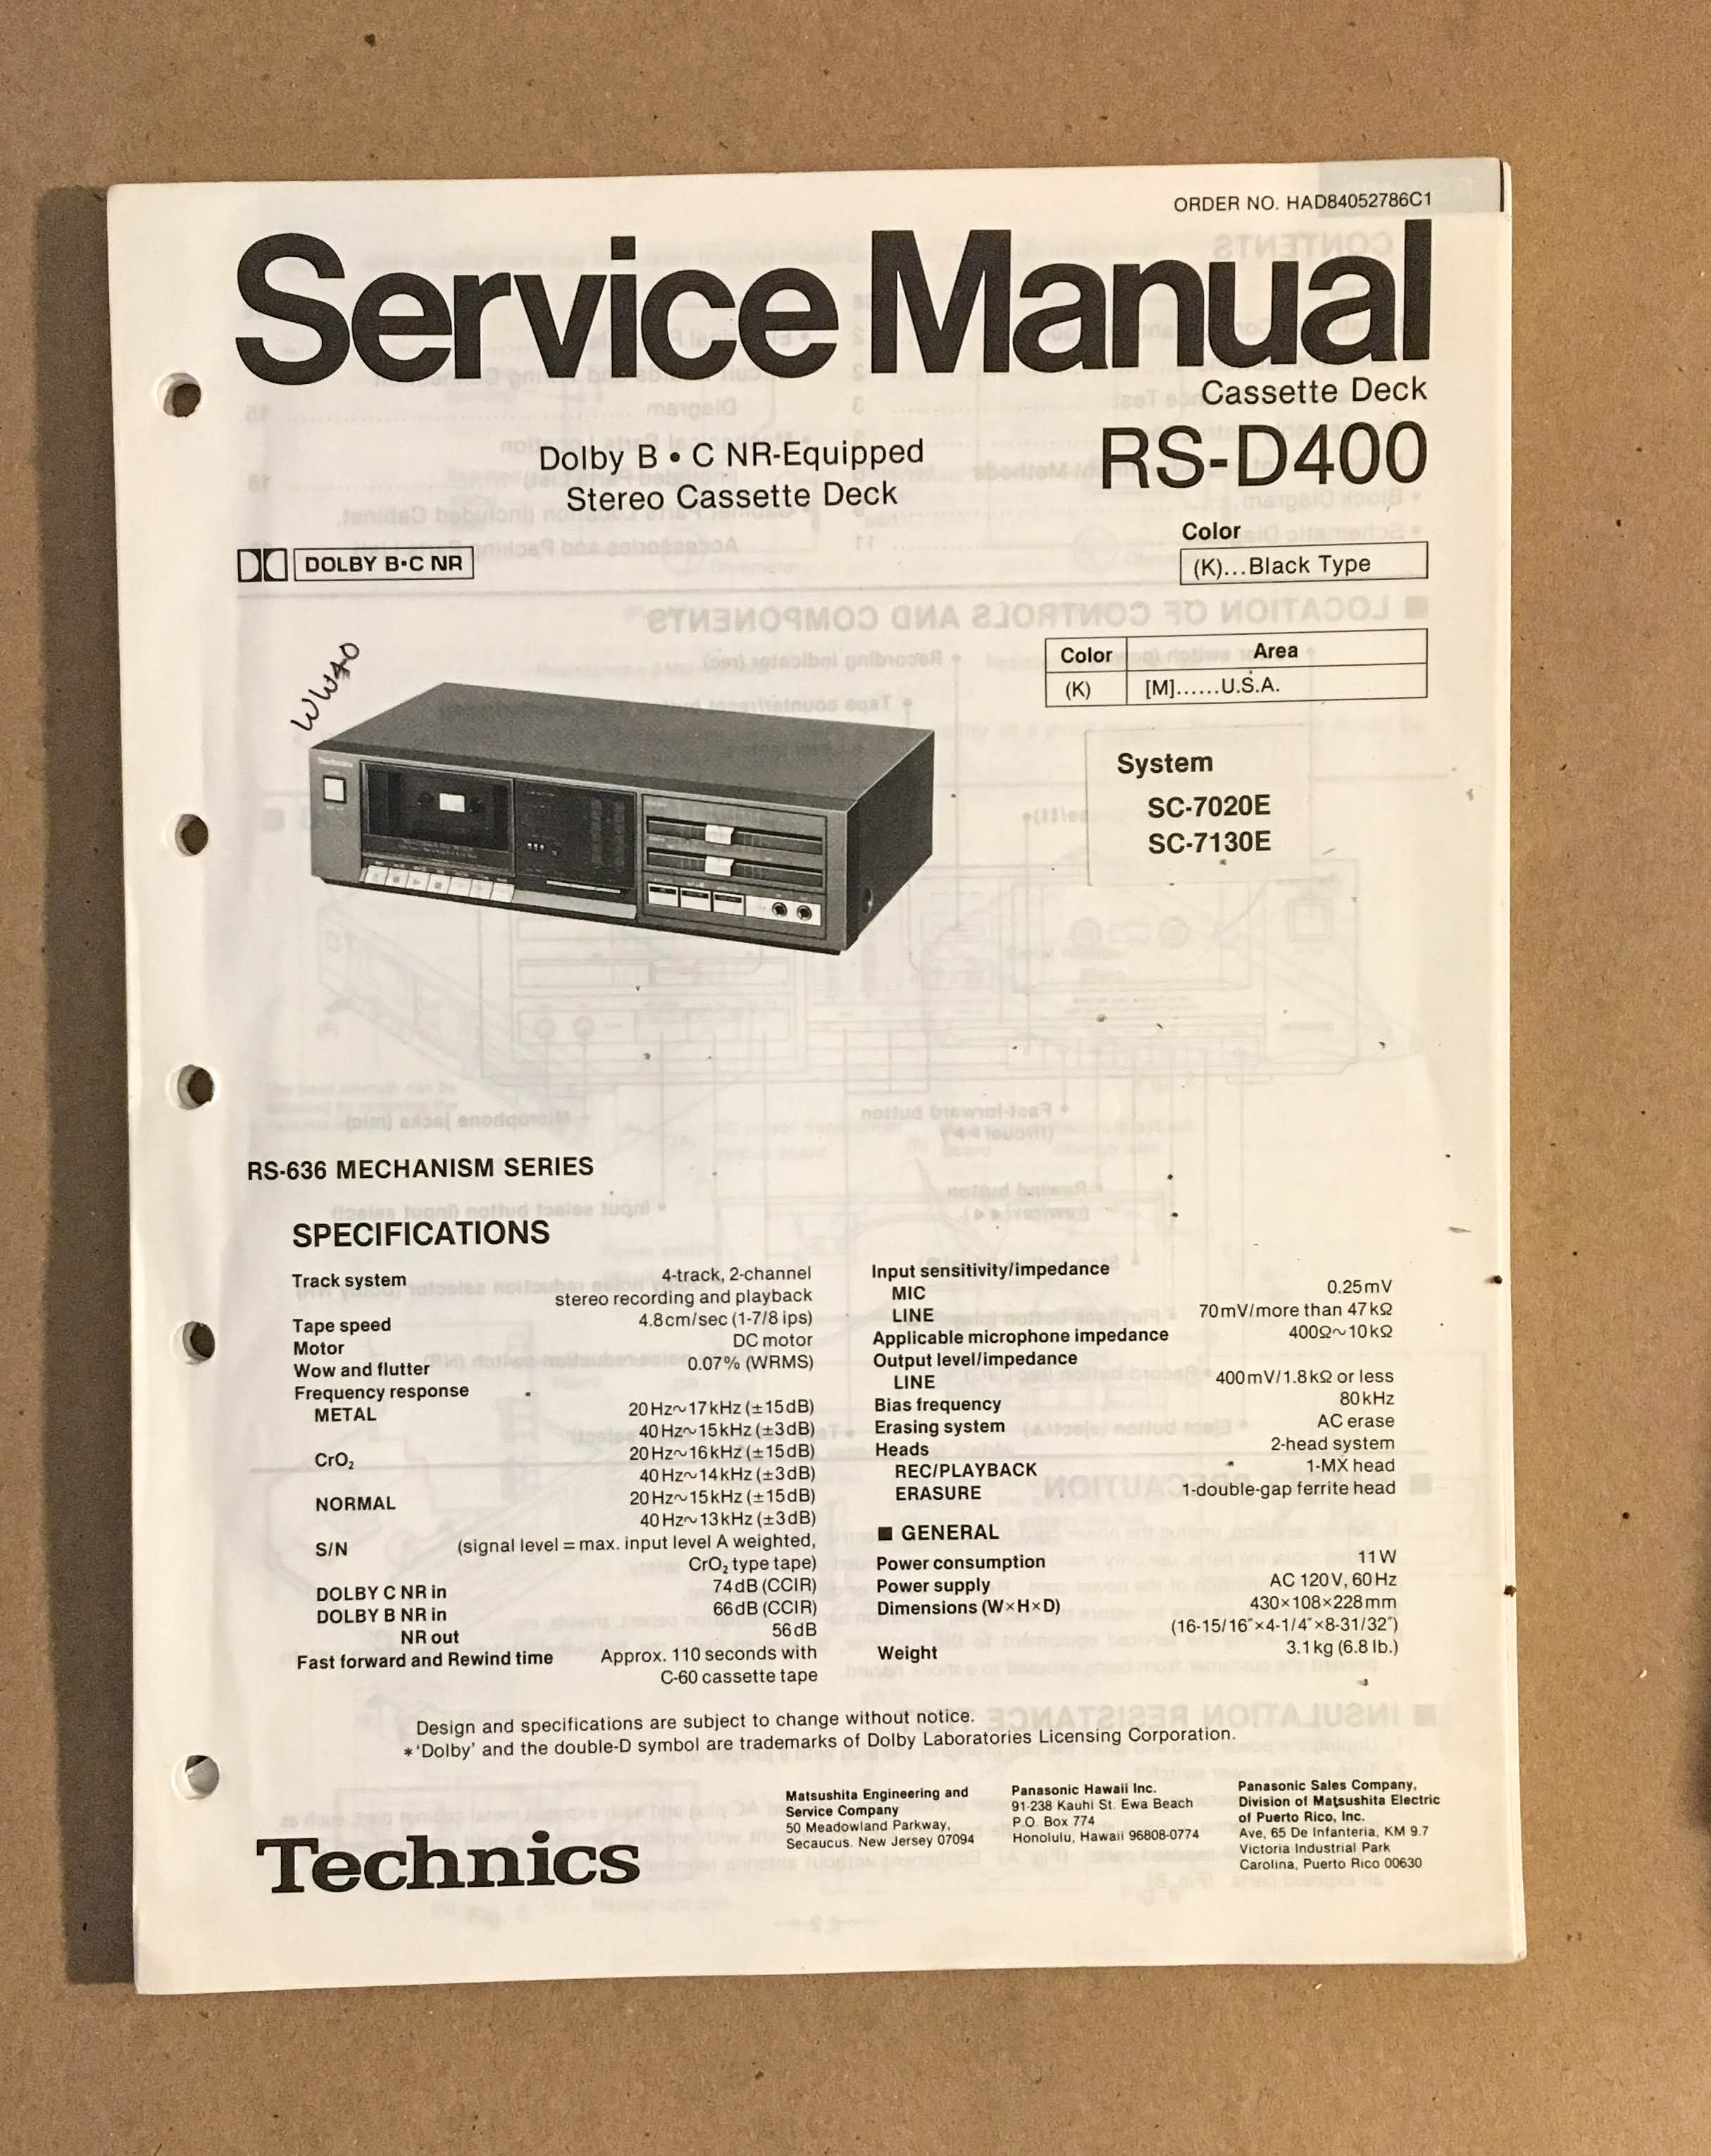 ORDER NO. HAD84052786C1
Service Manual
Cassette Deck
RS-D400
Dolby B • C NR-Equipped
Stereo Cassette Deck
DOLBY B•C NR
Color
(K)...Black Type
Color Area
(K) [M]......U.S.A.
WW40
Technics
System
SC-7020E
SC-7130E
RS-636 MECHANISM SERIES
SPECIFICATIONS
Track system 4-track, 2-channel
stereo recording and playback
Tape speed 4.8cm/sec (1-7/8 ips)
Motor DC motor
Wow and flutter 0.07% (WRMS)
Frequency response
METAL 20Hz~17kHz (±15dB)
40Hz~15kHz (±3dB)
CrO₂ 20Hz~16kHz (±15dB)
40Hz~14kHz (±3dB)
NORMAL 20Hz~15kHz (±15dB)
40Hz~13kHz (±3dB)
S/N (signal level = max. input level A weighted,
CrO₂ type tape)
DOLBY C NR in 74dB (CCIR)
DOLBY B NR in 66dB (CCIR)
NR out 56dB
Fast forward and Rewind time Approx. 110 seconds with
C-60 cassette tape
Input sensitivity/impedance
MIC 0.25mV
LINE 70mV/more than 47kΩ
Applicable microphone impedance 400Ω~10kΩ
Output level/impedance
LINE 400mV/1.8kΩ or less
Bias frequency 80kHz
Erasing system AC erase
Heads 2-head system
REC/PLAYBACK 1-MX head
ERASURE 1-double-gap ferrite head
■ GENERAL
Power consumption 11W
Power supply AC 120V, 60Hz
Dimensions (W×H×D) 430×108×228mm
(16-15/16″×4-1/4″×8-31/32″)
Weight 3.1kg (6.8 lb.)
Design and specifications are subject to change without notice.
*'Dolby' and the double-D symbol are trademarks of Dolby Laboratories Licensing Corporation.
Technics
Matsushita Engineering and
Service Company
50 Meadowland Parkway,
Secaucus. New Jersey 07094
Panasonic Hawaii Inc.
91-238 Kauhi St. Ewa Beach
P.O. Box 774
Honolulu, Hawaii 96808-0774
Panasonic Sales Company,
Division of Matsushita Electric
of Puerto Rico, Inc.
Ave, 65 De Infanteria, KM 9.7
Victoria Industrial Park
Carolina, Puerto Rico 00630